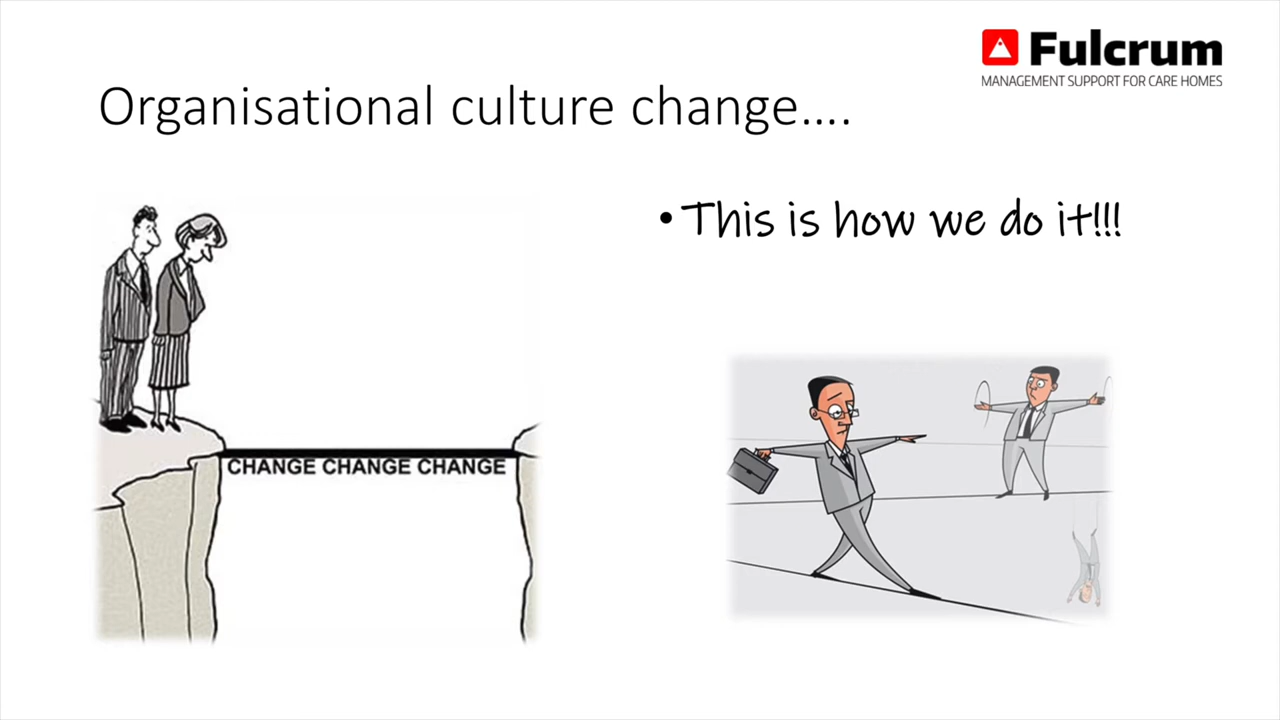 Fulcrum
MANAGEMENT SUPPORT FOR CARE HOMES
Organisational culture change....
• This is how we do it!!!
CHANGE CHANGE CHANGE